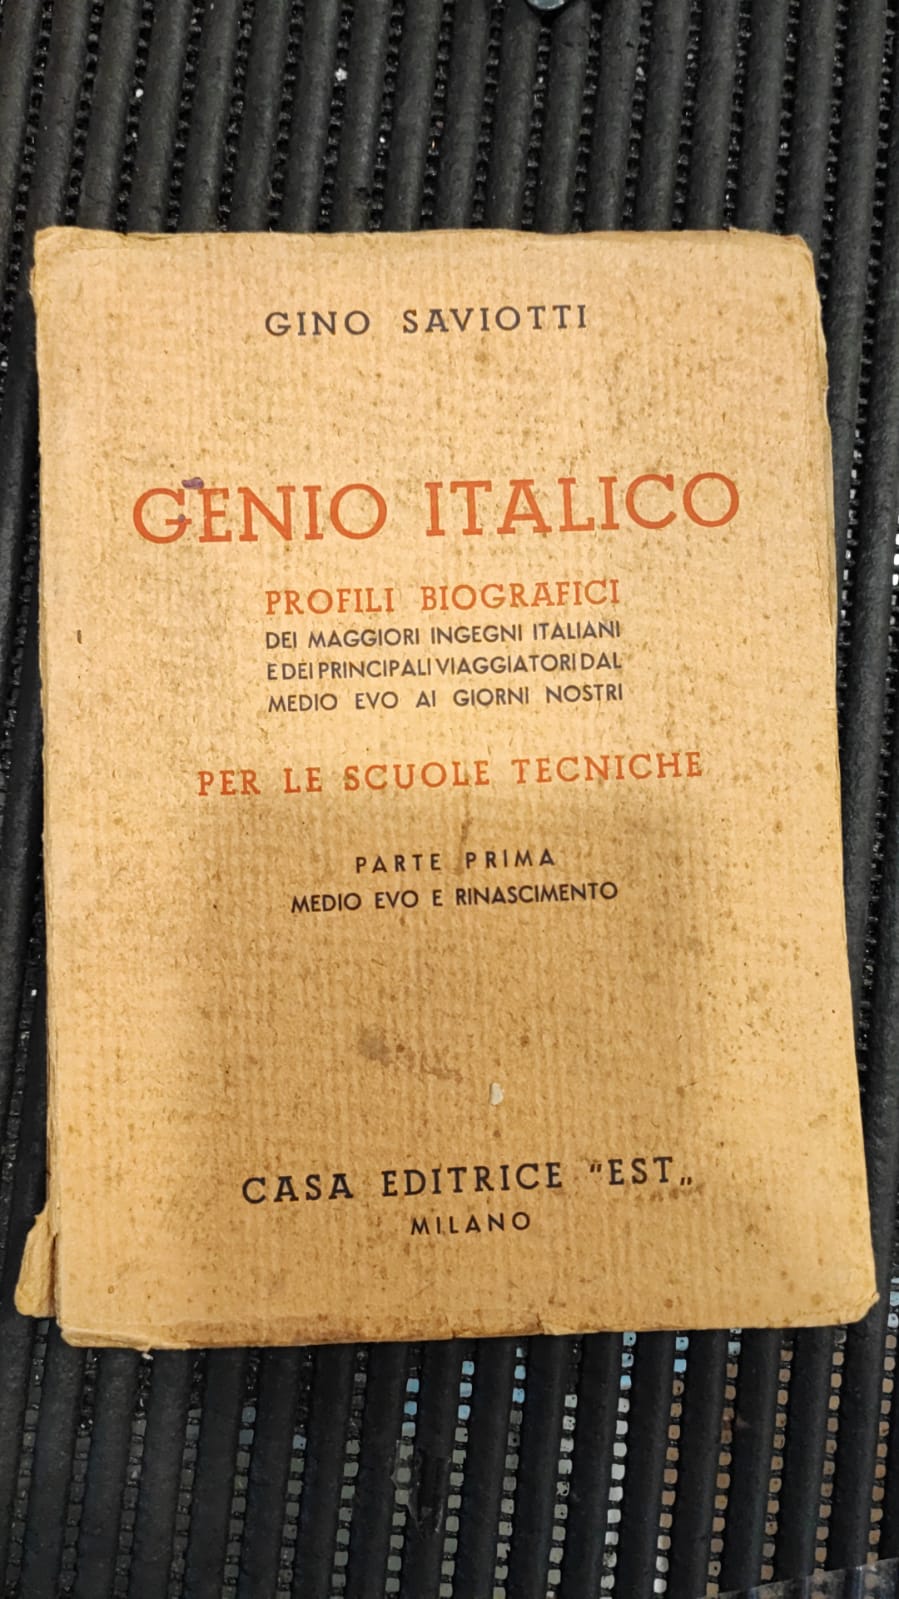 GINO SAVIOTTI
GENIO ITALICO
PROFILI BIOGRAFICI
DEI MAGGIORI INGEGNI ITALIANI
E DEI PRINCIPALI VIAGGIATORI DAL
MEDIO EVO AI GIORNI NOSTRI
PER LE SCUOLE TECNICHE
PARTE PRIMA
MEDIO EVO E RINASCIMENTO
CASA EDITRICE "EST„
MILANO